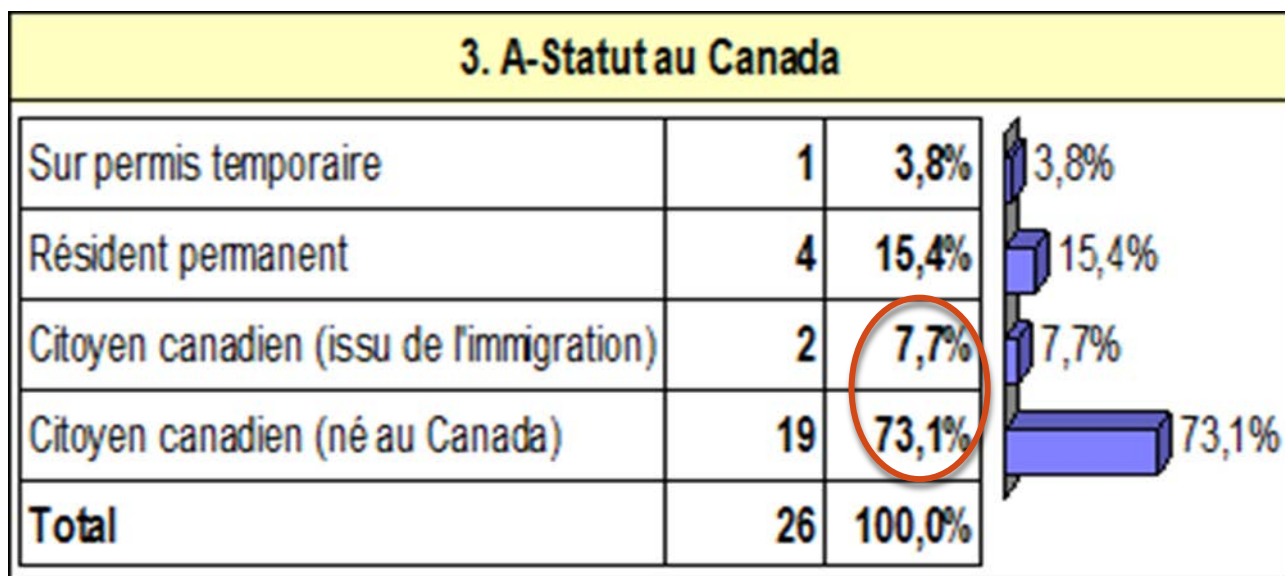 3. A-Statut au Canada
Sur permis temporaire 1 3,8% 3,8%
Résident permanent 4 15,4% 15,4%
Citoyen canadien (issu de l'immigration) 2 7,7% 7,7%
Citoyen canadien (né au Canada) 19 73,1% 73,1%
Total 26 100,0%